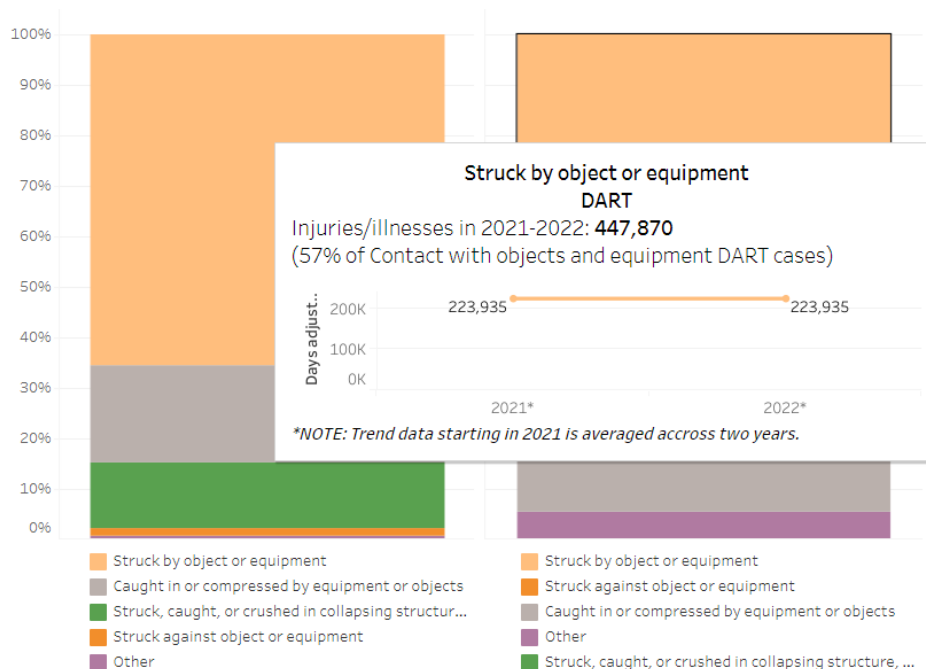 100%
90%
80%
70%
60%
50%
40%
30%
20%
10%
0%
Struck by object or equipment
DART
Injuries/illnesses in 2021-2022: 447,870
(57% of Contact with objects and equipment DART cases)
Days adjust..
200K
100K
0K
223,935
223,935
2021*
2022*
*NOTE: Trend data starting in 2021 is averaged accross two years.
Struck by object or equipment
Caught in or compressed by equipment or objects
Struck, caught, or crushed in collapsing structur...
Struck against object or equipment
Other
Struck by object or equipment
Struck against object or equipment
Caught in or compressed by equipment or objects
Other
Struck, caught, or crushed in collapsing structure, ...